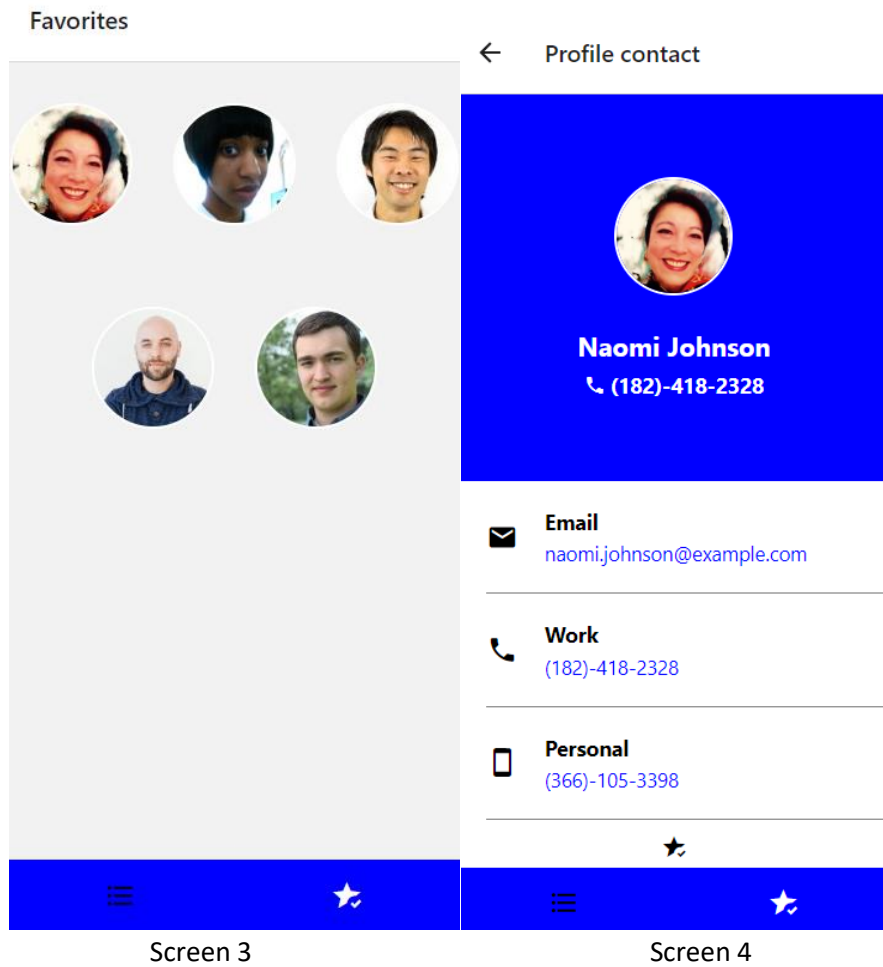 Favorites
Profile contact
Naomi Johnson
(182)-418-2328
Email
naomi.johnson@example.com
Work
(182)-418-2328
Personal
(366)-105-3398
Screen 3
Screen 4